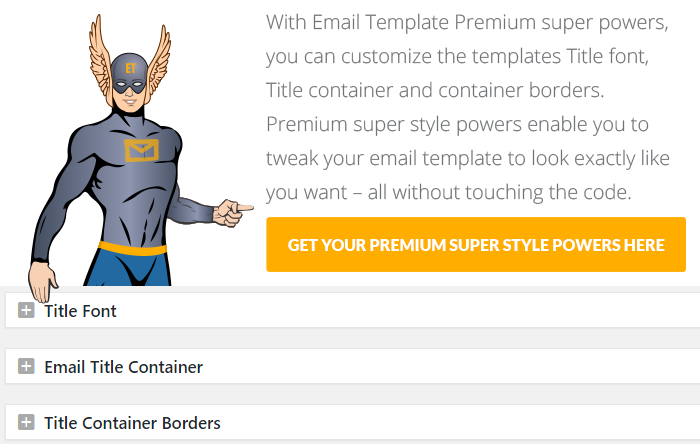 With Email Template Premium super powers,
you can customize the templates Title font,
Title container and container borders.
Premium super style powers enable you to
tweak your email template to look exactly like
you want – all without touching the code.
ET
GET YOUR PREMIUM SUPER STYLE POWERS HERE
Title Font
Email Title Container
Title Container Borders